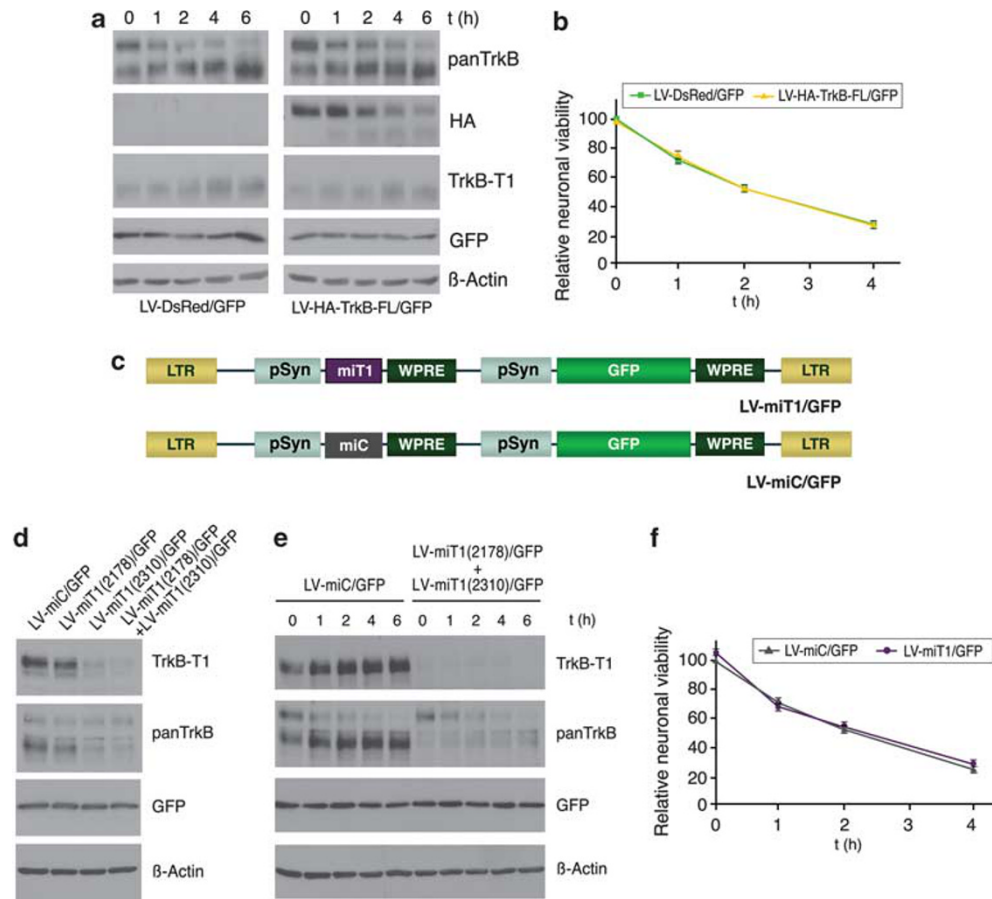 a
0 1 2 4 6 0 1 2 4 6 t (h)
panTrkB
HA
TrkB-T1
GFP
ß-Actin
LV-DsRed/GFP LV-HA-TrkB-FL/GFP
b
LV-DsRed/GFP LV-HA-TrkB-FL/GFP
Relative neuronal viability
100
80
60
40
20
0
0 1 2 3 4
t (h)
c
LTR pSyn miT1 WPRE pSyn GFP WPRE LTR
LV-miT1/GFP
LTR pSyn miC WPRE pSyn GFP WPRE LTR
LV-miC/GFP
d
LV-miC/GFP
LV-miT1(2178)/GFP
LV-miT1(2310)/GFP
LV-miT1(2178)/GFP
+LV-miT1(2310)/GFP
TrkB-T1
panTrkB
GFP
ß-Actin
e
LV-miT1(2178)/GFP
+
LV-miC/GFP LV-miT1(2310)/GFP
0 1 2 4 6 0 1 2 4 6 t (h)
TrkB-T1
panTrkB
GFP
ß-Actin
f
LV-miC/GFP LV-miT1/GFP
Relative neuronal viability
100
80
60
40
20
0
0 1 2 3 4
t (h)